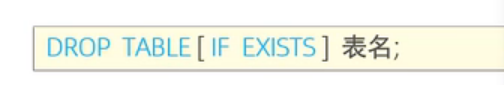 DROP TABLE [ IF EXISTS ] 表名;